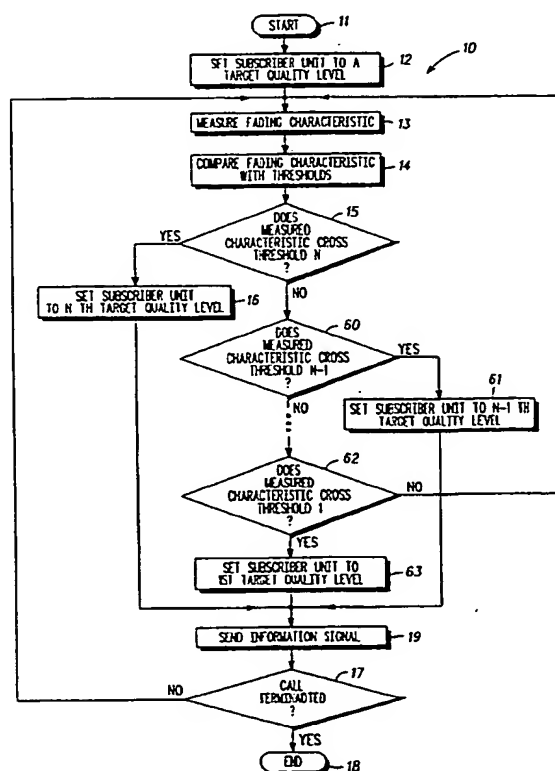 START
11
10
SET SUBSCRIBER UNIT TO A
TARGET QUALITY LEVEL
12
MEASURE FADING CHARACTERISTIC
13
COMPARE FADING CHARACTERISTIC
WITH THRESHOLDS
14
15
DOES
MEASURED
CHARACTERISTIC CROSS
THRESHOLD N
?
YES
NO
SET SUBSCRIBER UNIT
TO N TH TARGET QUALITY LEVEL
16
60
DOES
MEASURED
CHARACTERISTIC CROSS
THRESHOLD N-1
?
YES
NO
61
SET SUBSCRIBER UNIT TO N-1 TH
TARGET QUALITY LEVEL
62
DOES
MEASURED
CHARACTERISTIC CROSS
THRESHOLD 1
?
NO
YES
SET SUBSCRIBER UNIT TO
1ST TARGET QUALITY LEVEL
63
SEND INFORMATION SIGNAL
19
17
CALL
TERMINADTED
?
NO
YES
END
18